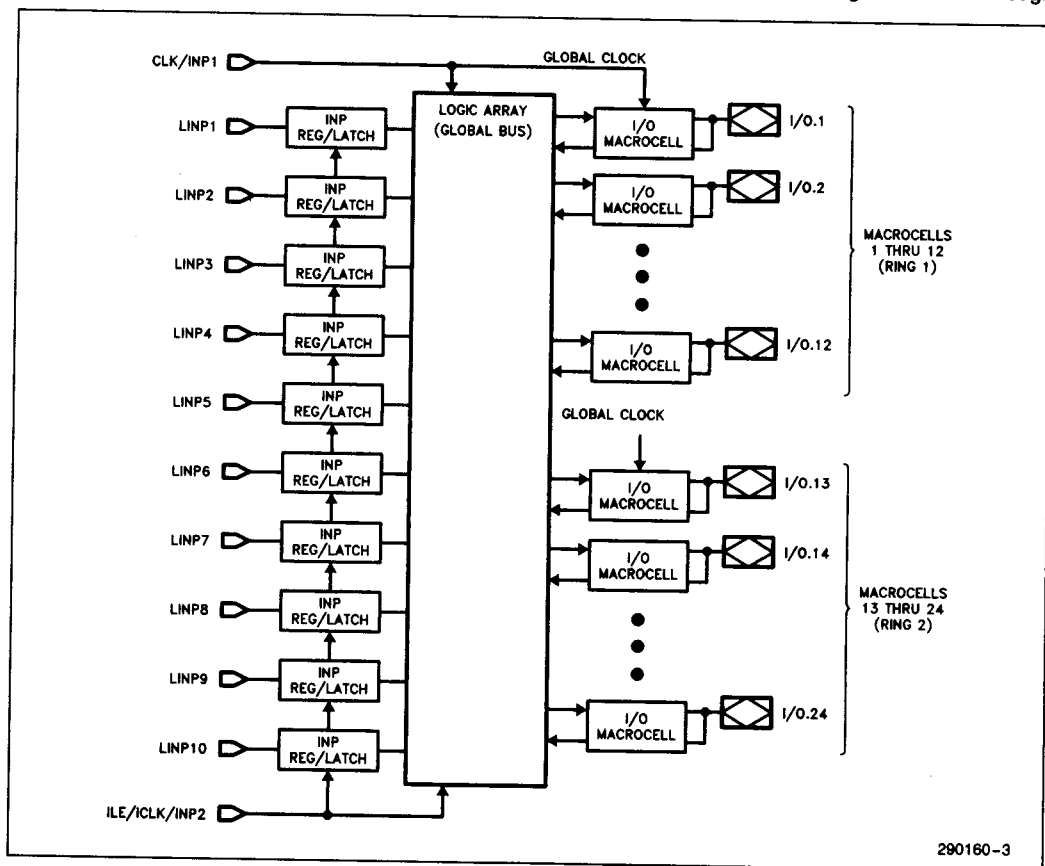 CLK/INP1
GLOBAL CLOCK
LOGIC ARRAY
(GLOBAL BUS)
LINP1
INP
REG/LATCH
LINP2
INP
REG/LATCH
LINP3
INP
REG/LATCH
LINP4
INP
REG/LATCH
LINP5
INP
REG/LATCH
LINP6
INP
REG/LATCH
LINP7
INP
REG/LATCH
LINP8
INP
REG/LATCH
LINP9
INP
REG/LATCH
LINP10
INP
REG/LATCH
ILE/ICLK/INP2
I/O
MACROCELL
I/O.1
I/O
MACROCELL
I/O.2
I/O
MACROCELL
I/O.12
MACROCELLS
1 THRU 12
(RING 1)
GLOBAL CLOCK
I/O
MACROCELL
I/O.13
I/O
MACROCELL
I/O.14
I/O
MACROCELL
I/O.24
MACROCELLS
13 THRU 24
(RING 2)
290160-3